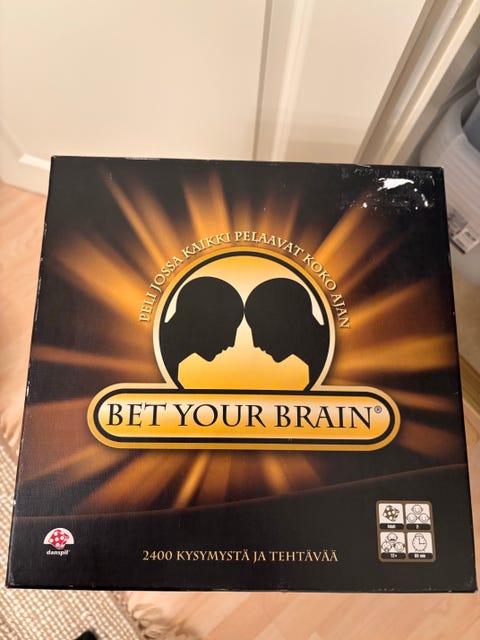 PELI JOSSA KAIKKI PELAAVAT KOKO AJAN
BET YOUR BRAIN®
danspil
2400 KYSYMYSTÄ JA TEHTÄVÄÄ